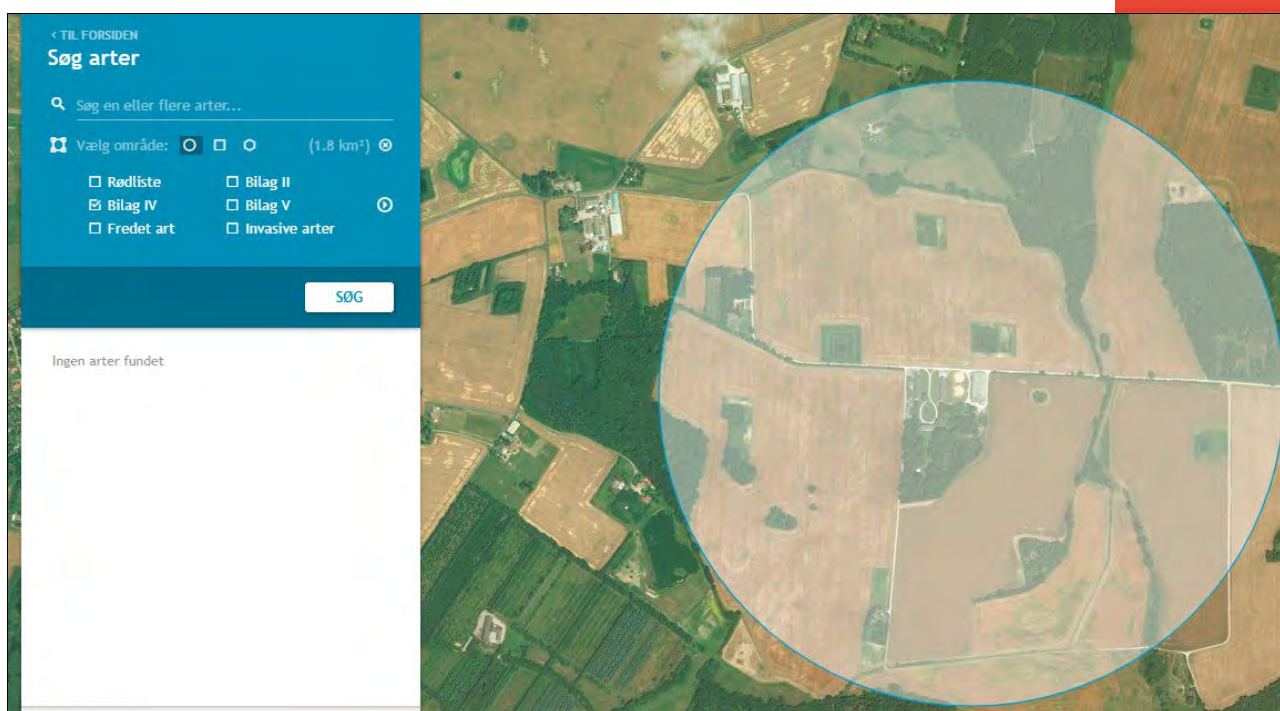 < TIL FORSIDEN
Søg arter
Søg en eller flere arter...
Vælg område: (1.8 km²)
Rødliste Bilag II
Bilag IV Bilag V
Fredet art Invasive arter
SØG
Ingen arter fundet